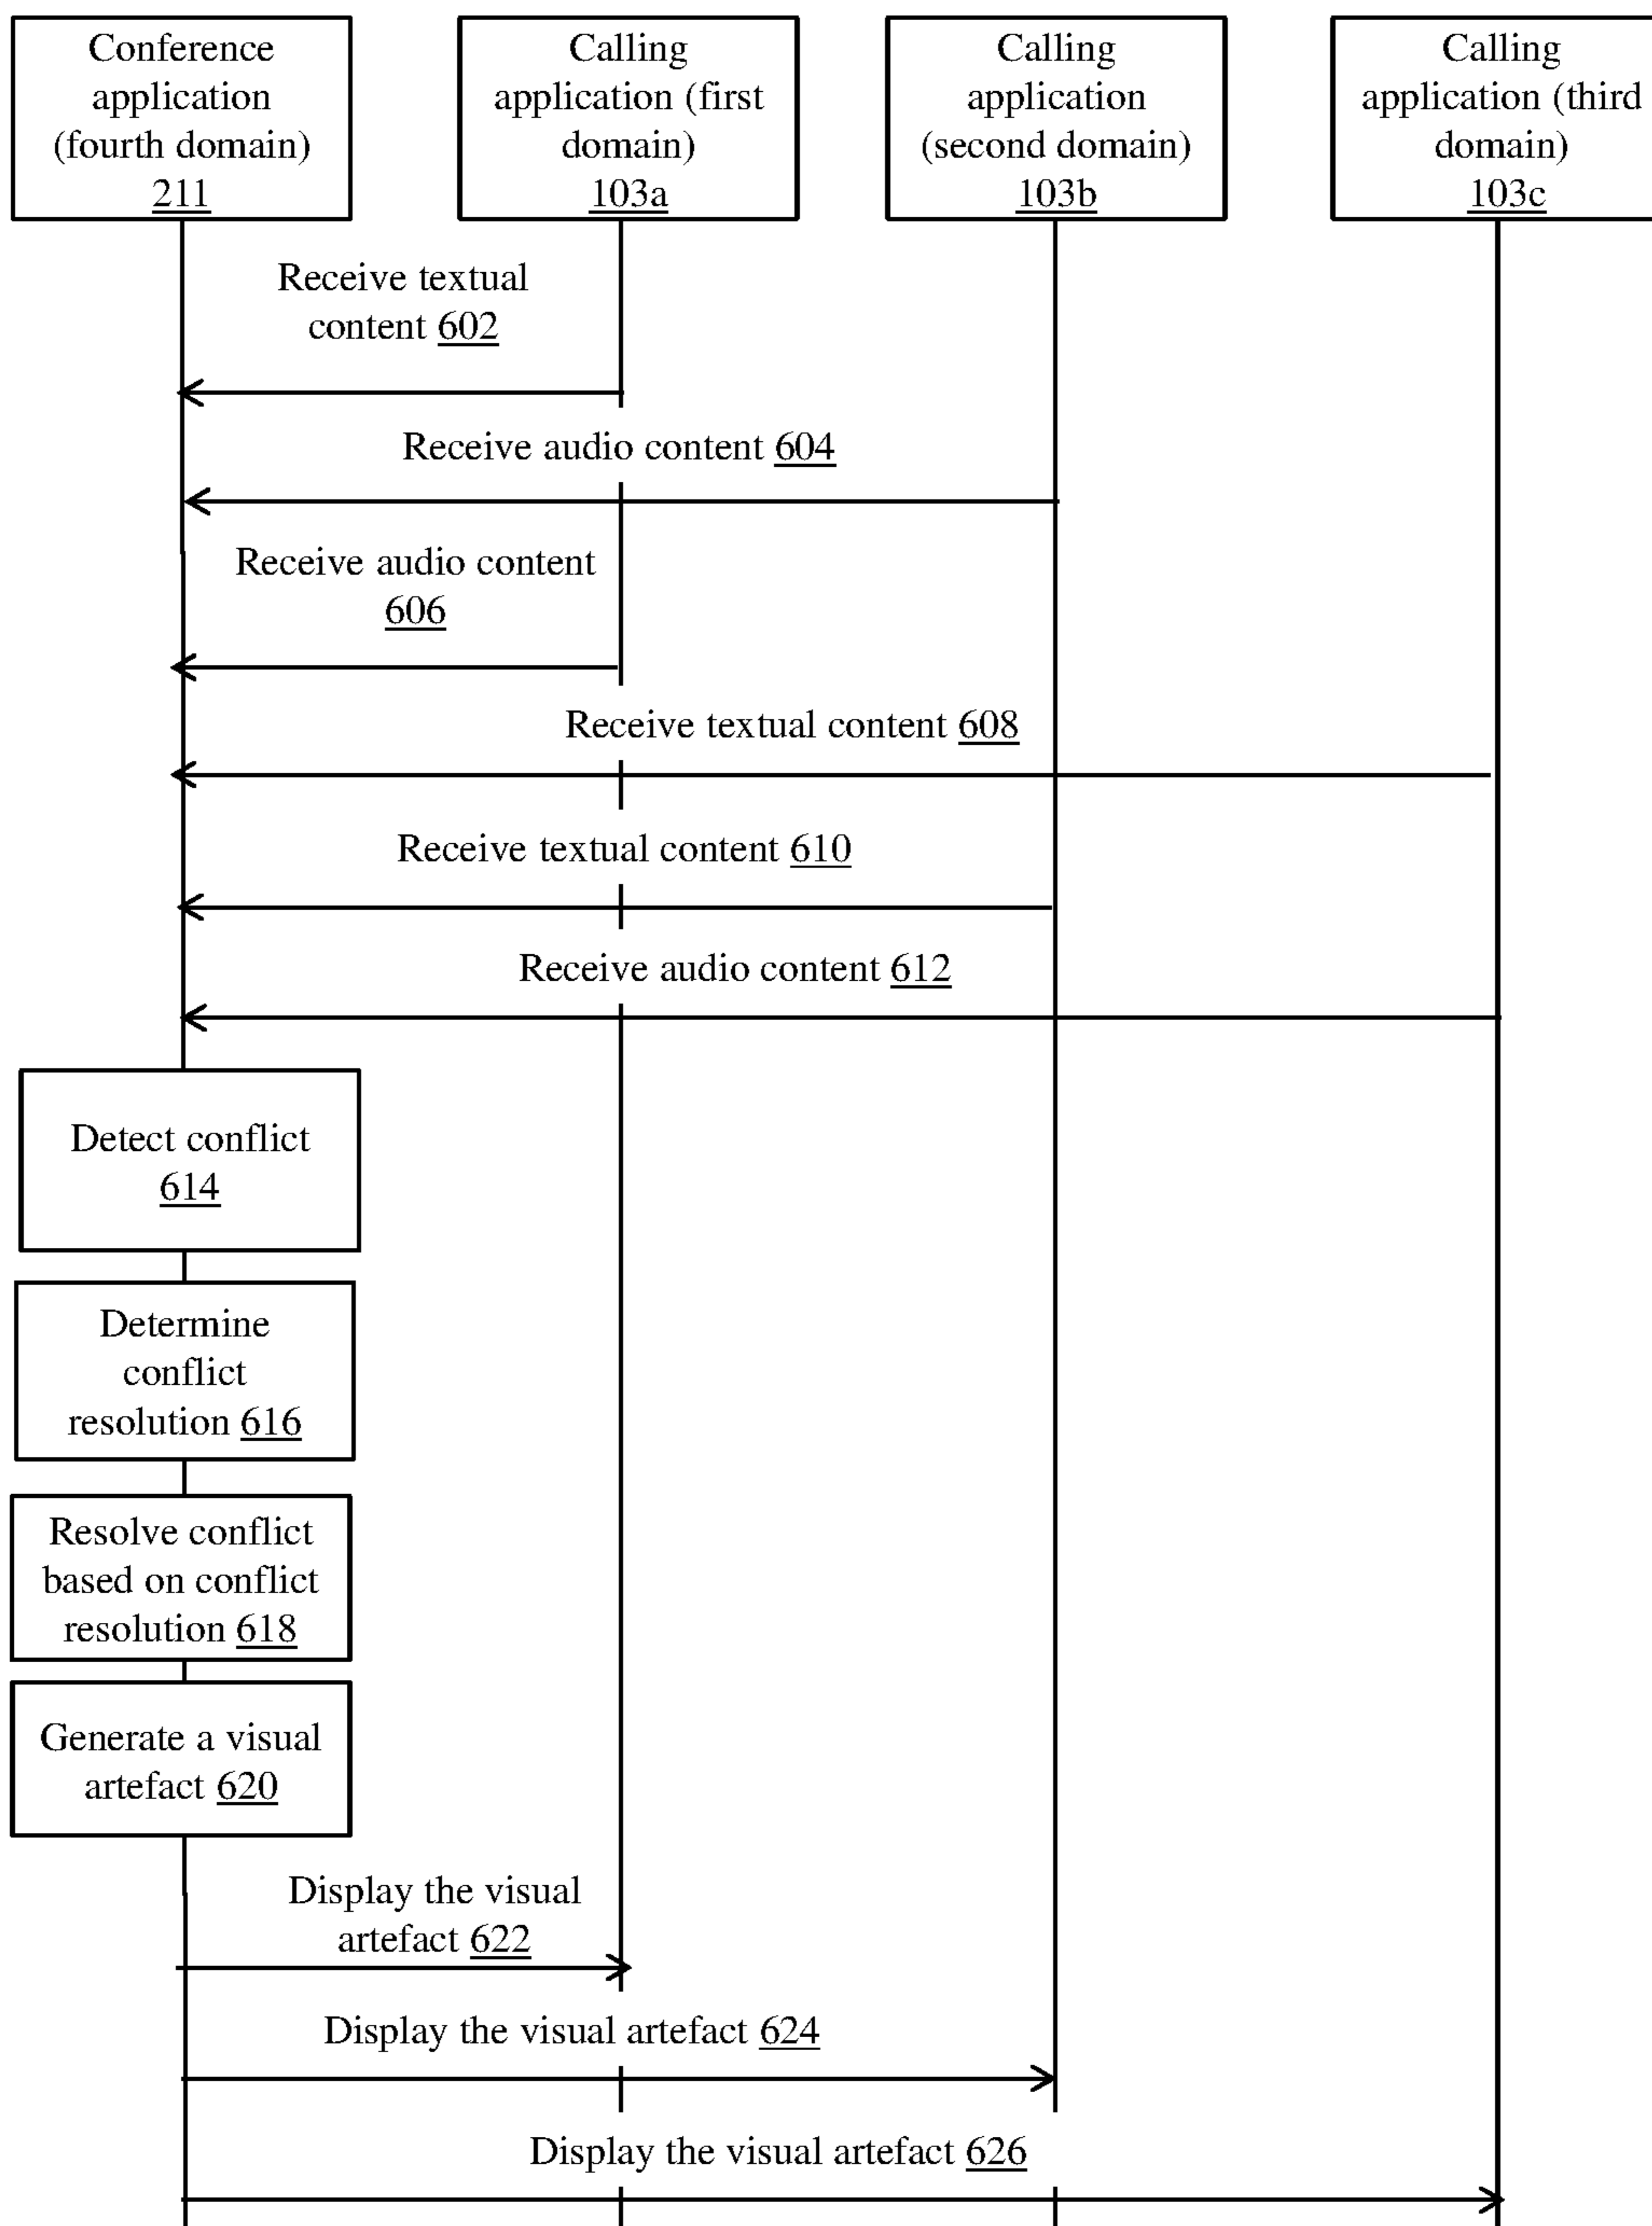 Conference
application
(fourth domain)
211
Calling
application (first
domain)
103a
Calling
application
(second domain)
103b
Calling
application (third
domain)
103c
Receive textual
content 602
Receive audio content 604
Receive audio content
606
Receive textual content 608
Receive textual content 610
Receive audio content 612
Detect conflict
614
Determine
conflict
resolution 616
Resolve conflict
based on conflict
resolution 618
Generate a visual
artefact 620
Display the visual
artefact 622
Display the visual artefact 624
Display the visual artefact 626